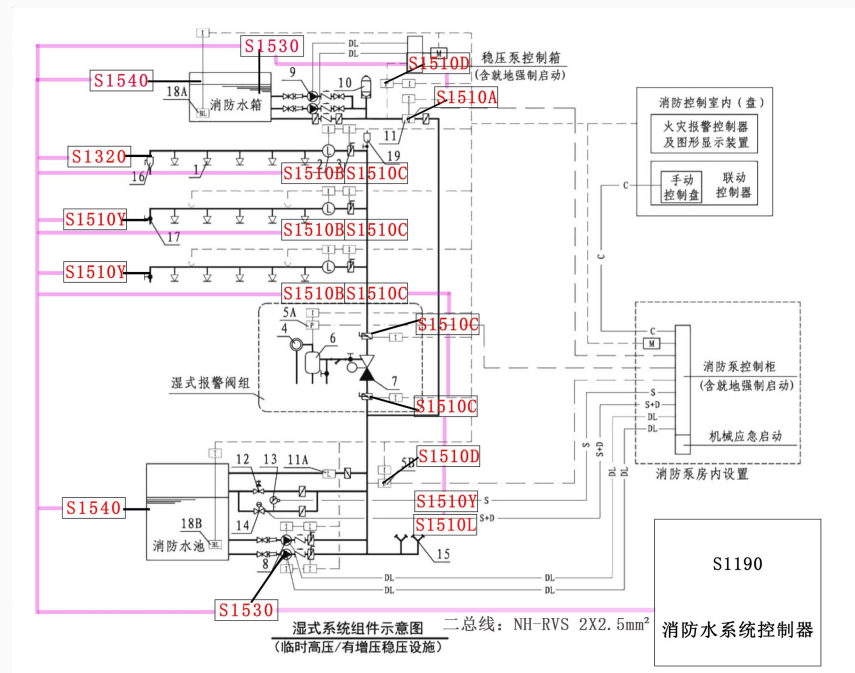 S1530
DL
DL
M
稳压泵控制箱
(含就地强制启动)
S1510D
S1540
9
10
18A
消防水箱
S1510A
11
消防控制室内（盘）
火灾报警控制器
及图形显示装置
手动
控制盘
联动
控制器
C
19
S1320
16
1
2
3
S1510B
S1510C
S1510Y
17
L
S1510B
S1510C
S1510Y
L
S1510B
S1510C
C
5A
P
4
6
7
湿式报警阀组
S1510C
S1510C
C
M
消防泵控制柜
(含就地强制启动)
S
S+D
DL
DL
机械应急启动
消防泵房内设置
S
S+D
DL
DL
12
13
11A
14
5B
S1510D
S1510Y
S
S1510L
S+D
S1540
18B
消防水池
8
15
DL
DL
DL
DL
S1530
湿式系统组件示意图
(临时高压/有增压稳压设施)
二总线: NH-RVS 2X2.5mm²
S1190
消防水系统控制器